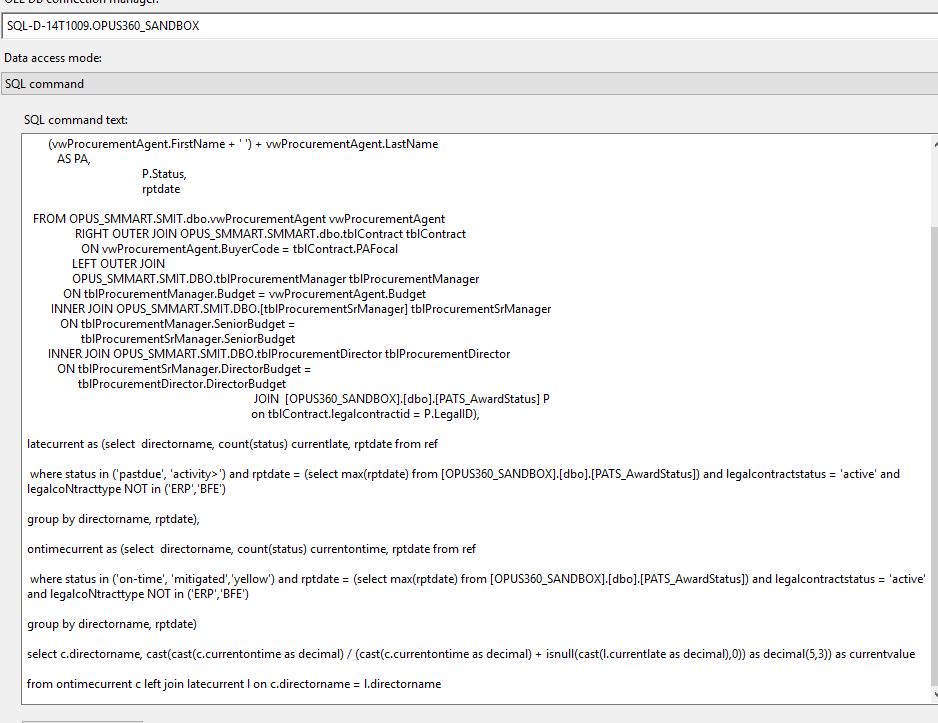 OLE DB connection manager:
SQL-D-14T1009.OPUS360_SANDBOX
Data access mode:
SQL command
SQL command text:
(vwProcurementAgent.FirstName + ' ') + vwProcurementAgent.LastName
AS PA,
P.Status,
rptdate
FROM OPUS_SMMART.SMIT.dbo.vwProcurementAgent vwProcurementAgent
RIGHT OUTER JOIN OPUS_SMMART.SMMART.dbo.tblContract tblContract
ON vwProcurementAgent.BuyerCode = tblContract.PAFocal
LEFT OUTER JOIN
OPUS_SMMART.SMIT.DBO.tblProcurementManager tblProcurementManager
ON tblProcurementManager.Budget = vwProcurementAgent.Budget
INNER JOIN OPUS_SMMART.SMIT.DBO.[tblProcurementSrManager] tblProcurementSrManager
ON tblProcurementManager.SeniorBudget =
tblProcurementSrManager.SeniorBudget
INNER JOIN OPUS_SMMART.SMIT.DBO.tblProcurementDirector tblProcurementDirector
ON tblProcurementSrManager.DirectorBudget =
tblProcurementDirector.DirectorBudget
JOIN [OPUS360_SANDBOX].[dbo].[PATS_AwardStatus] P
on tblContract.legalcontractid = P.LegalID),
latecurrent as (select directorname, count(status) currentlate, rptdate from ref
where status in ('pastdue', 'activity>') and rptdate = (select max(rptdate) from [OPUS360_SANDBOX].[dbo].[PATS_AwardStatus]) and legalcontractstatus = 'active' and
legalcoNtracttype NOT in ('ERP','BFE')
group by directorname, rptdate),
ontimecurrent as (select directorname, count(status) currentontime, rptdate from ref
where status in ('on-time', 'mitigated','yellow') and rptdate = (select max(rptdate) from [OPUS360_SANDBOX].[dbo].[PATS_AwardStatus]) and legalcontractstatus = 'active'
and legalcoNtracttype NOT in ('ERP','BFE')
group by directorname, rptdate)
select c.directorname, cast(cast(c.currentontime as decimal) / (cast(c.currentontime as decimal) + isnull(cast(l.currentlate as decimal),0)) as decimal(5,3)) as currentvalue
from ontimecurrent c left join latecurrent l on c.directorname = l.directorname